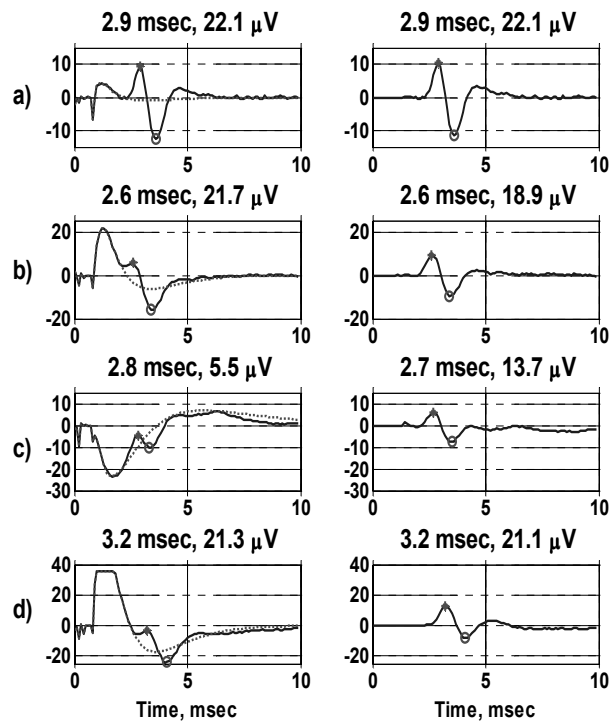 2.9 msec, 22.1 μV 2.9 msec, 22.1 μV
a)
10 10
0 0
-10 -10
0 5 10 0 5 10
2.6 msec, 21.7 μV 2.6 msec, 18.9 μV
b)
20 20
0 0
-20 -20
0 5 10 0 5 10
2.8 msec, 5.5 μV 2.7 msec, 13.7 μV
c)
10 10
0 0
-10 -10
-20 -20
-30 -30
0 5 10 0 5 10
3.2 msec, 21.3 μV 3.2 msec, 21.1 μV
d)
40 40
20 20
0 0
-20 -20
0 5 10 0 5 10
Time, msec Time, msec